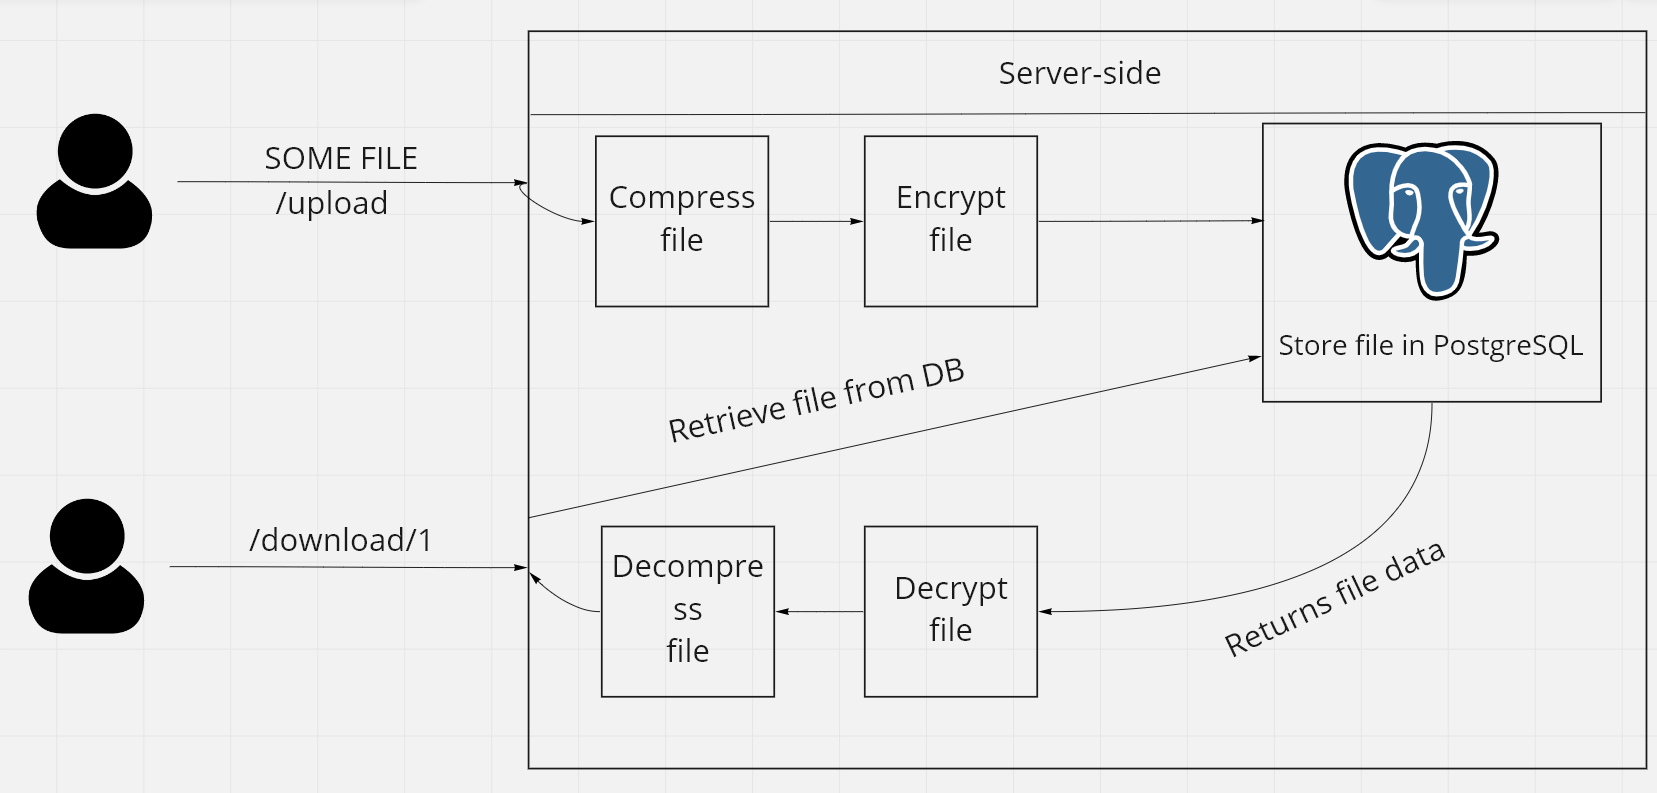 Server-side
SOME FILE
/upload
Compress
file
Encrypt
file
Store file in PostgreSQL
Retrieve file from DB
/download/1
Decompre
ss
file
Decrypt
file
Returns file data